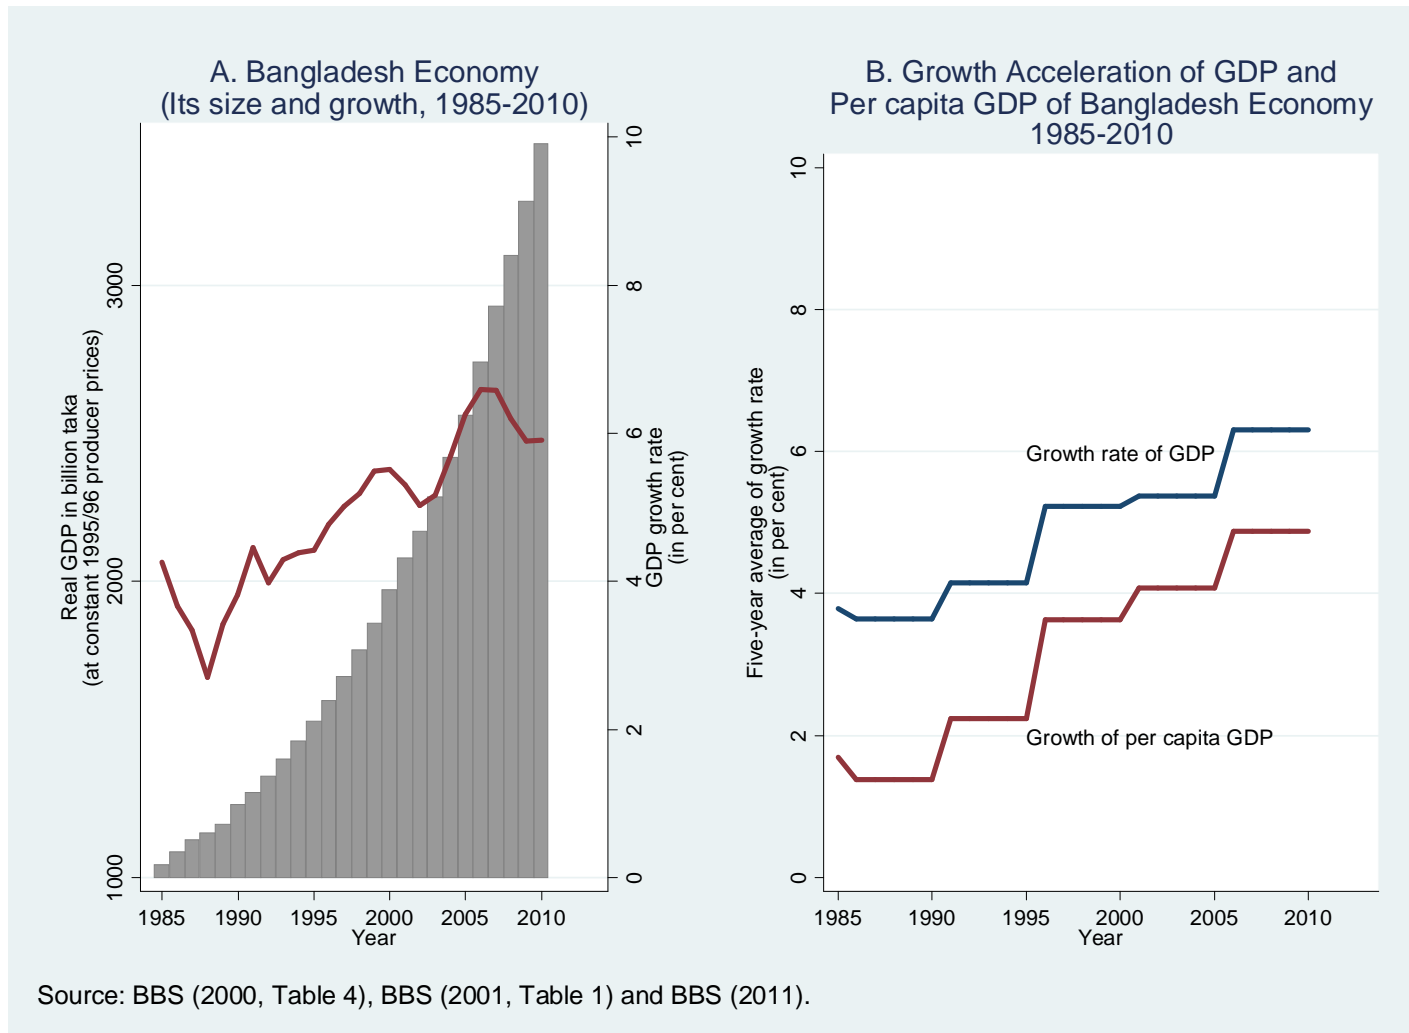 A. Bangladesh Economy
(Its size and growth, 1985-2010)
Real GDP in billion taka
(at constant 1995/96 producer prices)
3000
2000
1000
10
8
6
4
2
0
GDP growth rate
(in per cent)
1985 1990 1995 2000 2005 2010
Year
B. Growth Acceleration of GDP and
Per capita GDP of Bangladesh Economy
1985-2010
Five-year average of growth rate
(in per cent)
10
8
6
4
2
0
Growth rate of GDP
Growth of per capita GDP
1985 1990 1995 2000 2005 2010
Year
Source: BBS (2000, Table 4), BBS (2001, Table 1) and BBS (2011).